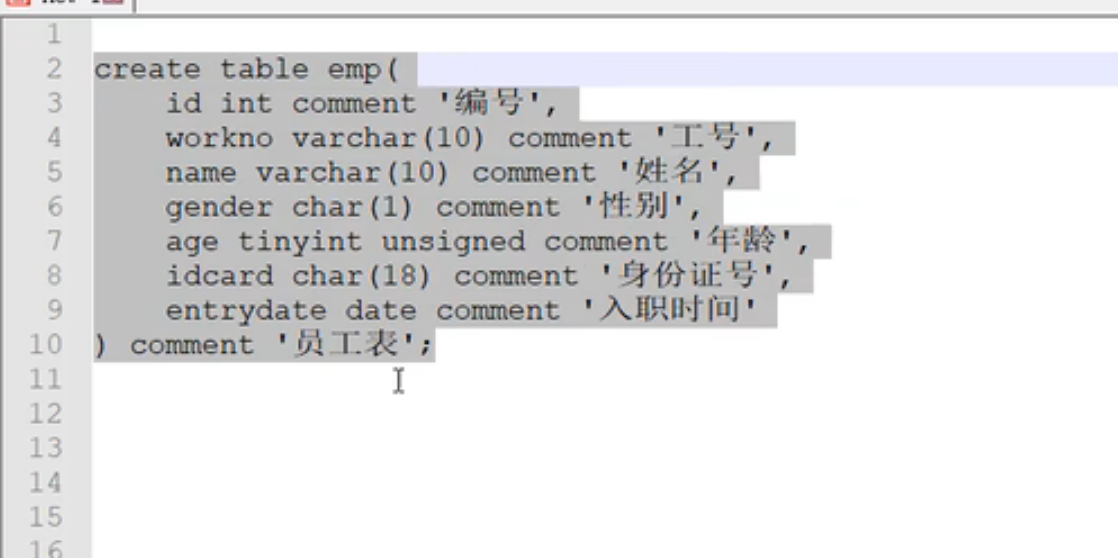 1
2 create table emp(
3 id int comment '编号',
4 workno varchar(10) comment '工号',
5 name varchar(10) comment '姓名',
6 gender char(1) comment '性别',
7 age tinyint unsigned comment '年龄',
8 idcard char(18) comment '身份证号',
9 entrydate date comment '入职时间'
10 ) comment '员工表';
11
12
13
14
15
16